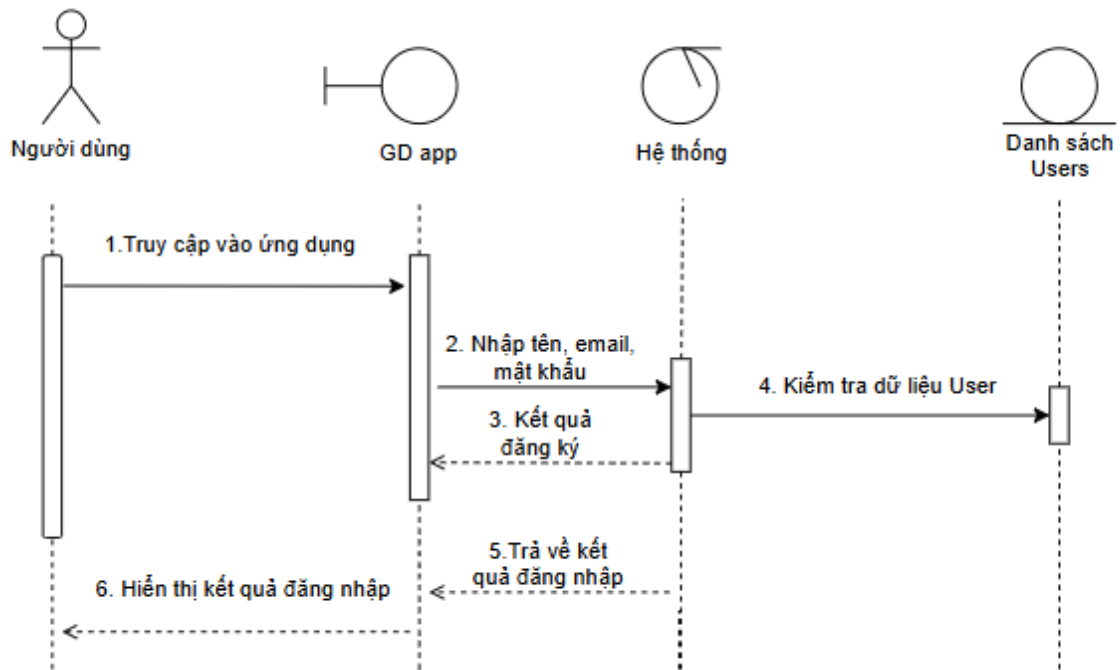 Người dùng
GD app
Hệ thống
Danh sách
Users
1.Truy cập vào ứng dụng
2. Nhập tên, email,
mật khẩu
4. Kiểm tra dữ liệu User
3. Kết quả
đăng ký
5.Trả về kết
quả đăng nhập
6. Hiển thị kết quả đăng nhập